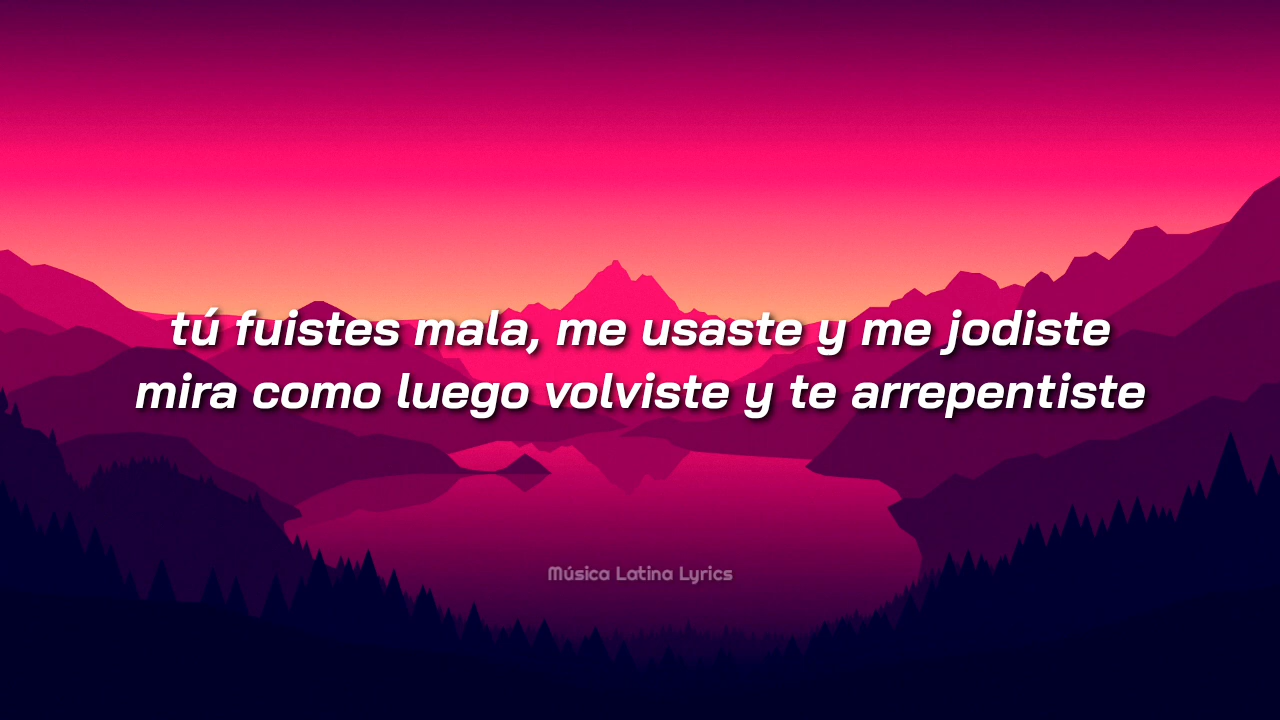 tú fuistes mala, me usaste y me jodiste
mira como luego volviste y te arrepentiste
Música Latina Lyrics